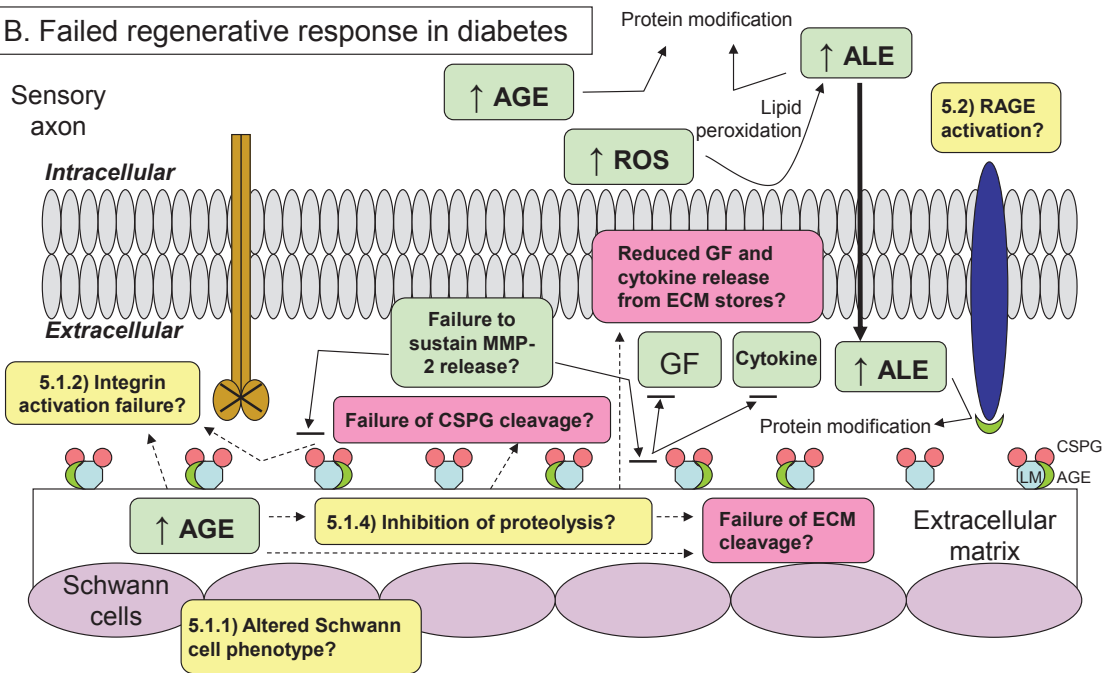 B. Failed regenerative response in diabetes
Protein modification
↑ ALE
↑ AGE
Sensory
axon
Lipid
peroxidation
5.2) RAGE
activation?
↑ ROS
Intracellular
Reduced GF and
cytokine release
from ECM stores?
Extracellular
Failure to
sustain MMP-
2 release?
GF
Cytokine
↑ ALE
5.1.2) Integrin
activation failure?
Failure of CSPG cleavage?
Protein modification
CSPG
LM
AGE
↑ AGE
5.1.4) Inhibition of proteolysis?
Failure of ECM
cleavage?
Extracellular
matrix
Schwann
cells
5.1.1) Altered Schwann
cell phenotype?